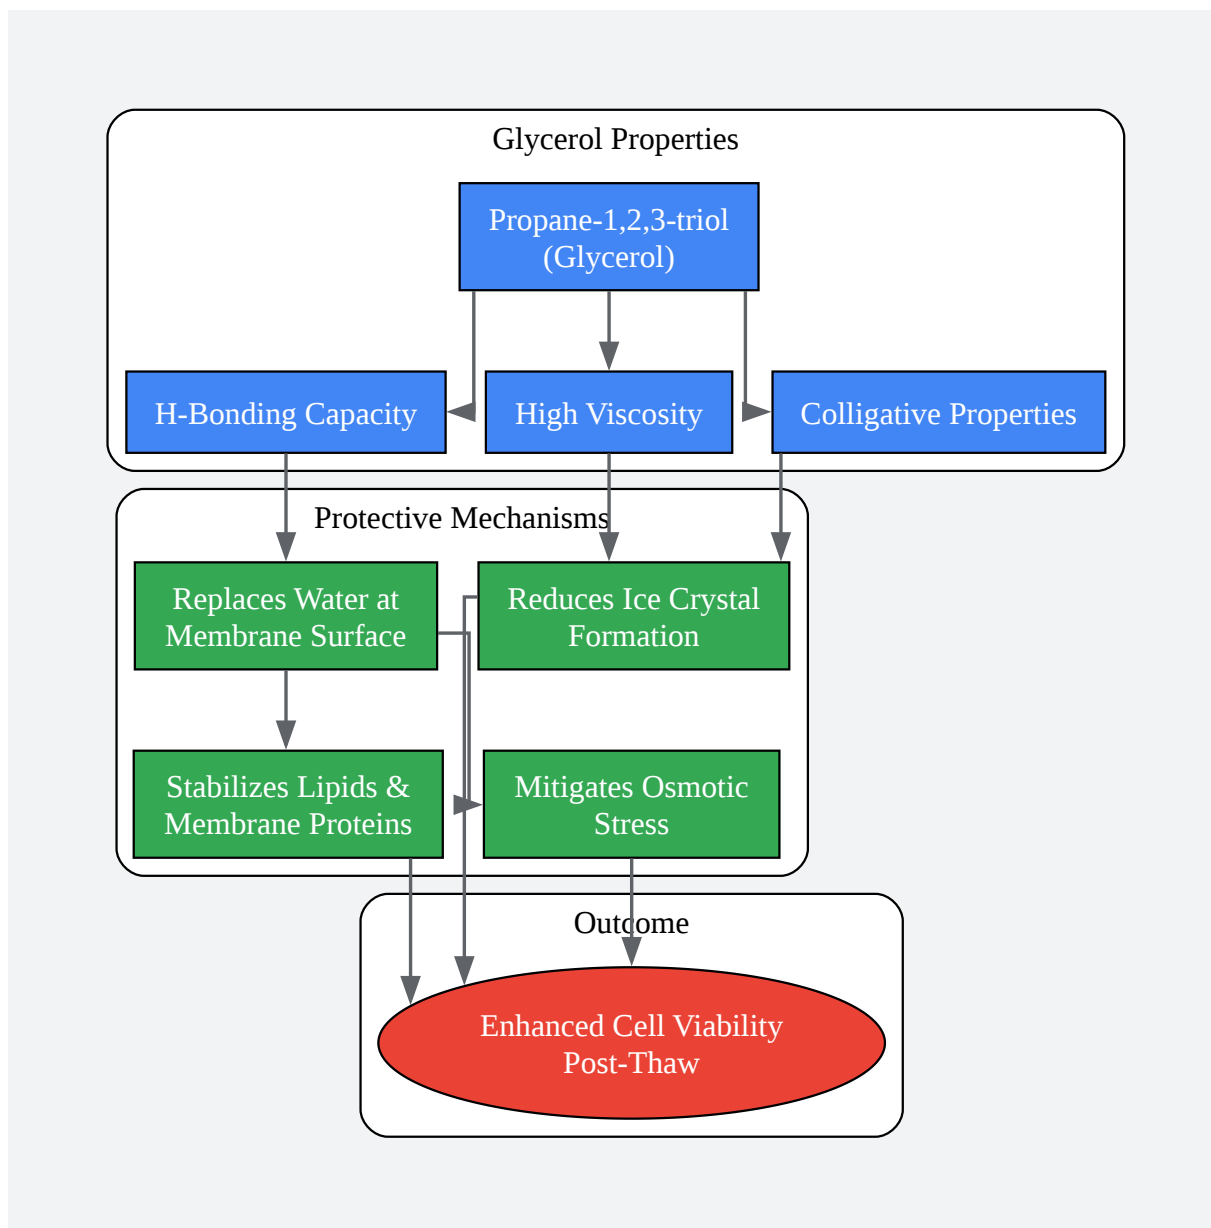 Glycerol Properties
Propane-1,2,3-triol
(Glycerol)
H-Bonding Capacity
High Viscosity
Colligative Properties
Protective Mechanisms
Replaces Water at
Membrane Surface
Reduces Ice Crystal
Formation
Stabilizes Lipids &
Membrane Proteins
Mitigates Osmotic
Stress
Outcome
Enhanced Cell Viability
Post-Thaw